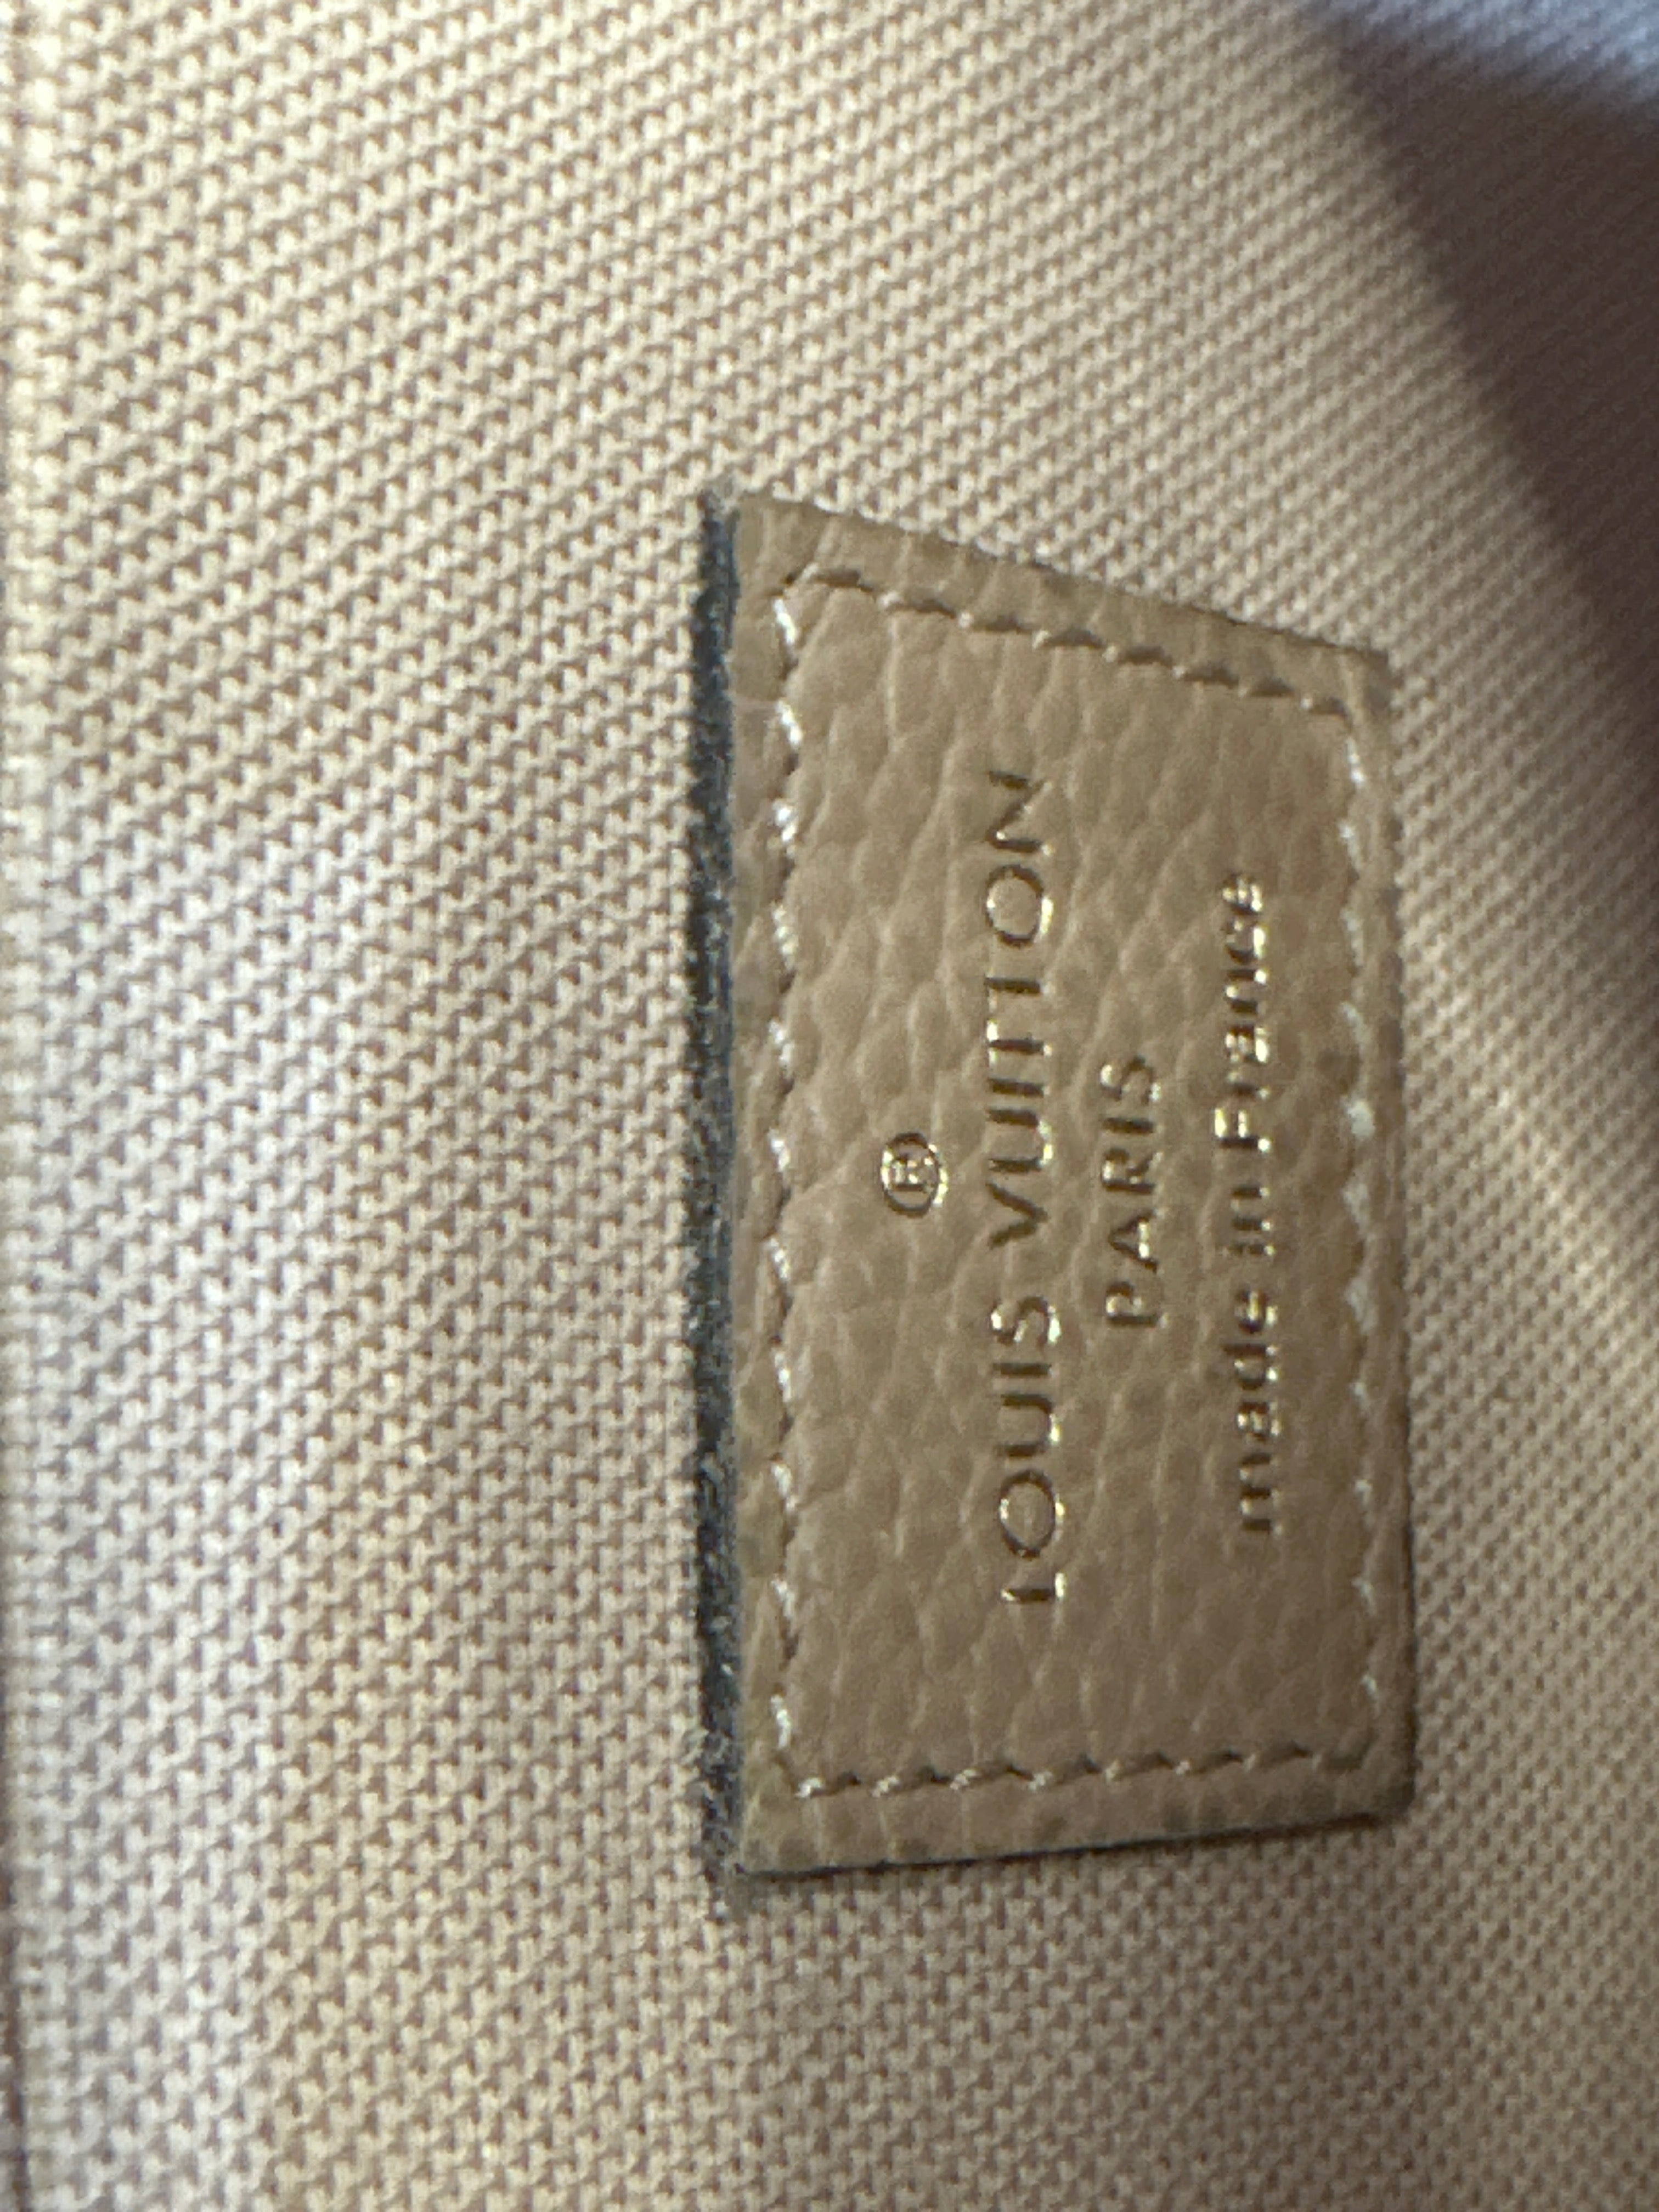 ®
LOUIS VUITTON
PARIS
made in France